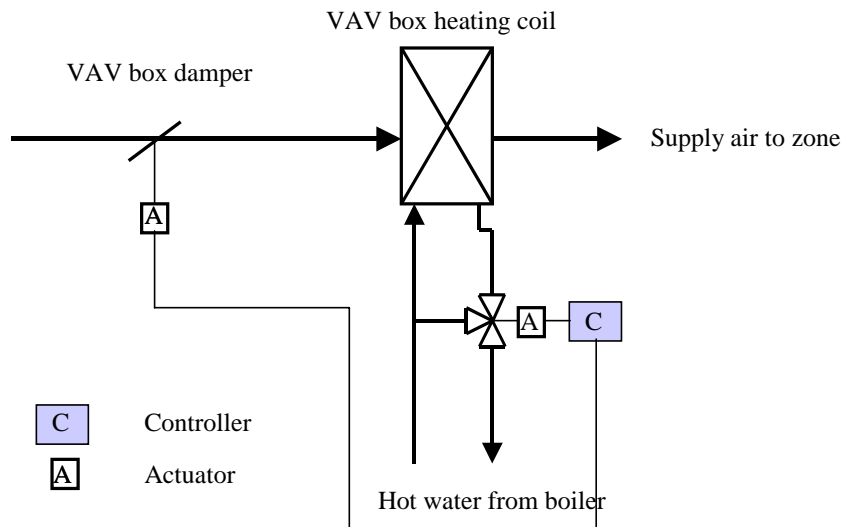 VAV box heating coil
VAV box damper
Supply air to zone
A
A
C
C
Controller
A
Actuator
Hot water from boiler